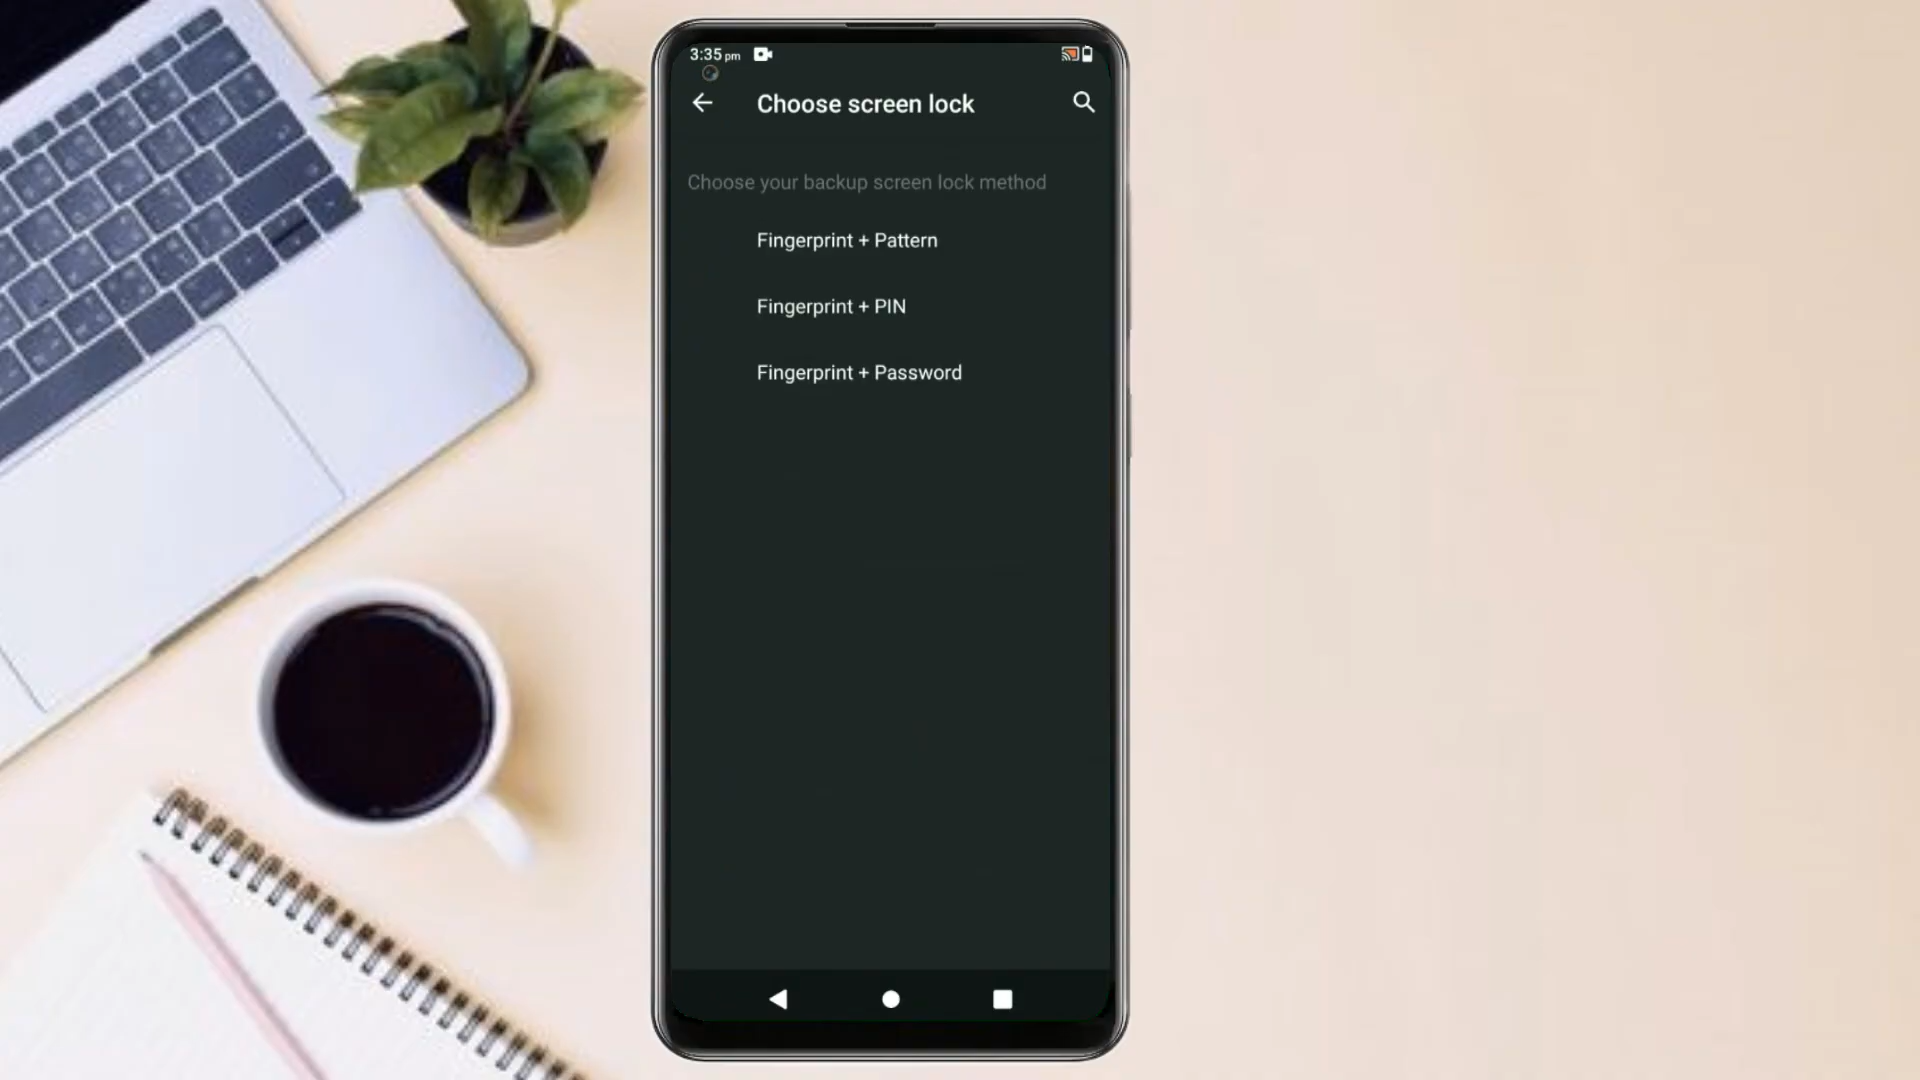 3:35 pm
Choose screen lock
Choose your backup screen lock method
Fingerprint + Pattern
Fingerprint + PIN
Fingerprint + Password